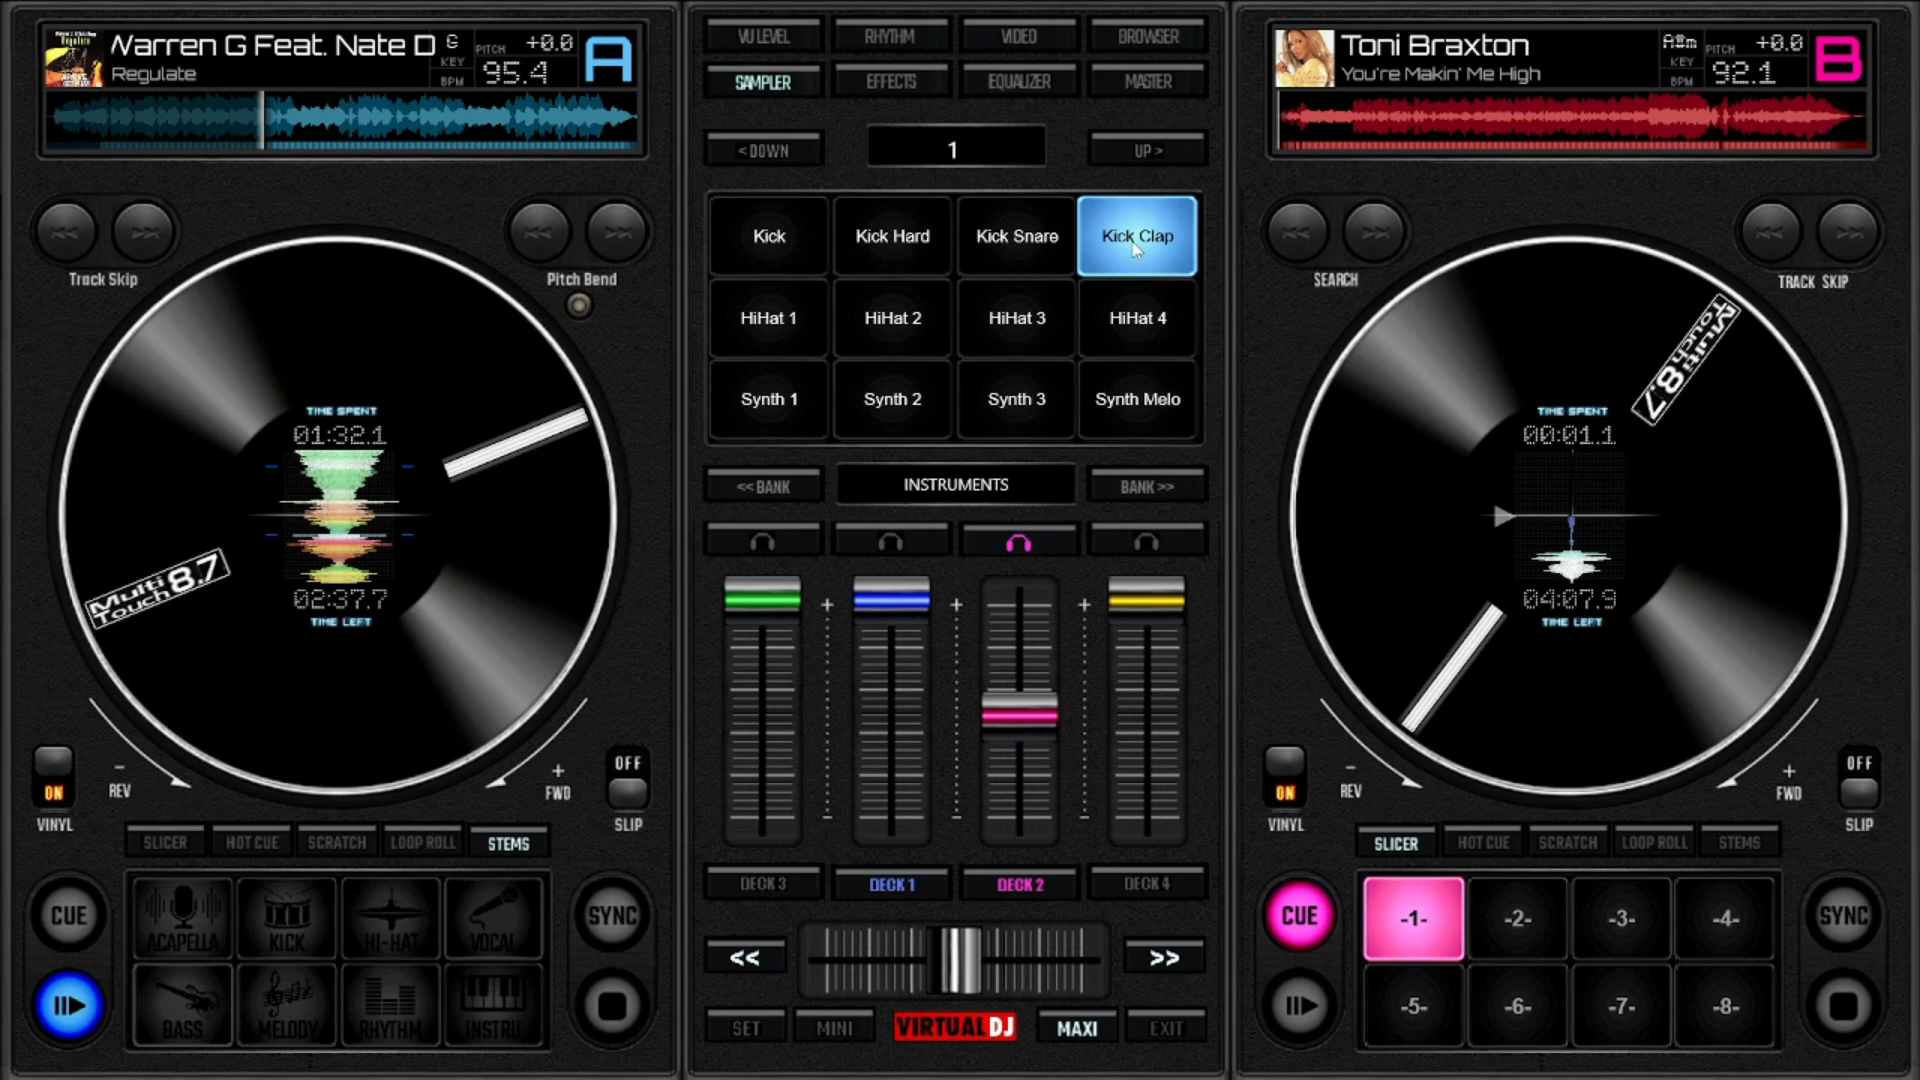 Warren G Feat. Nate D
Regulate
G
KEY
BPM
PITCH +0.0
95.4
A
VU LEVEL RHYTHM VIDEO BROWSER
SAMPLER EFFECTS EQUALIZER MASTER
< DOWN 1 UP >
Toni Braxton
You're Makin' Me High
A#m
KEY
BPM
PITCH +0.0
92.1
B
Track Skip
Pitch Bend
Kick Kick Hard Kick Snare Kick Clap
HiHat 1 HiHat 2 HiHat 3 HiHat 4
Synth 1 Synth 2 Synth 3 Synth Melo
SEARCH
TRACK SKIP
TIME SPENT
01:32.1
02:37.7
TIME LEFT
Multi Touch 8.7
<< BANK INSTRUMENTS BANK >>
TIME SPENT
00:01.1
04:07.9
TIME LEFT
Multi Touch 8.7
ON
VINYL
- REV
+ FWD
OFF
SLIP
+ + +
- - -
ON
VINYL
- REV
+ FWD
OFF
SLIP
SLICER HOT CUE SCRATCH LOOP ROLL STEMS
DECK 3 DECK 1 DECK 2 DECK 4
SLICER HOT CUE SCRATCH LOOP ROLL STEMS
CUE
ACAPELLA KICK HI-HAT VOCAL
BASS MELODY RHYTHM INSTRU
SYNC
<< >>
SET MINI VIRTUAL DJ MAXI EXIT
CUE
-1- -2- -3- -4-
-5- -6- -7- -8-
SYNC